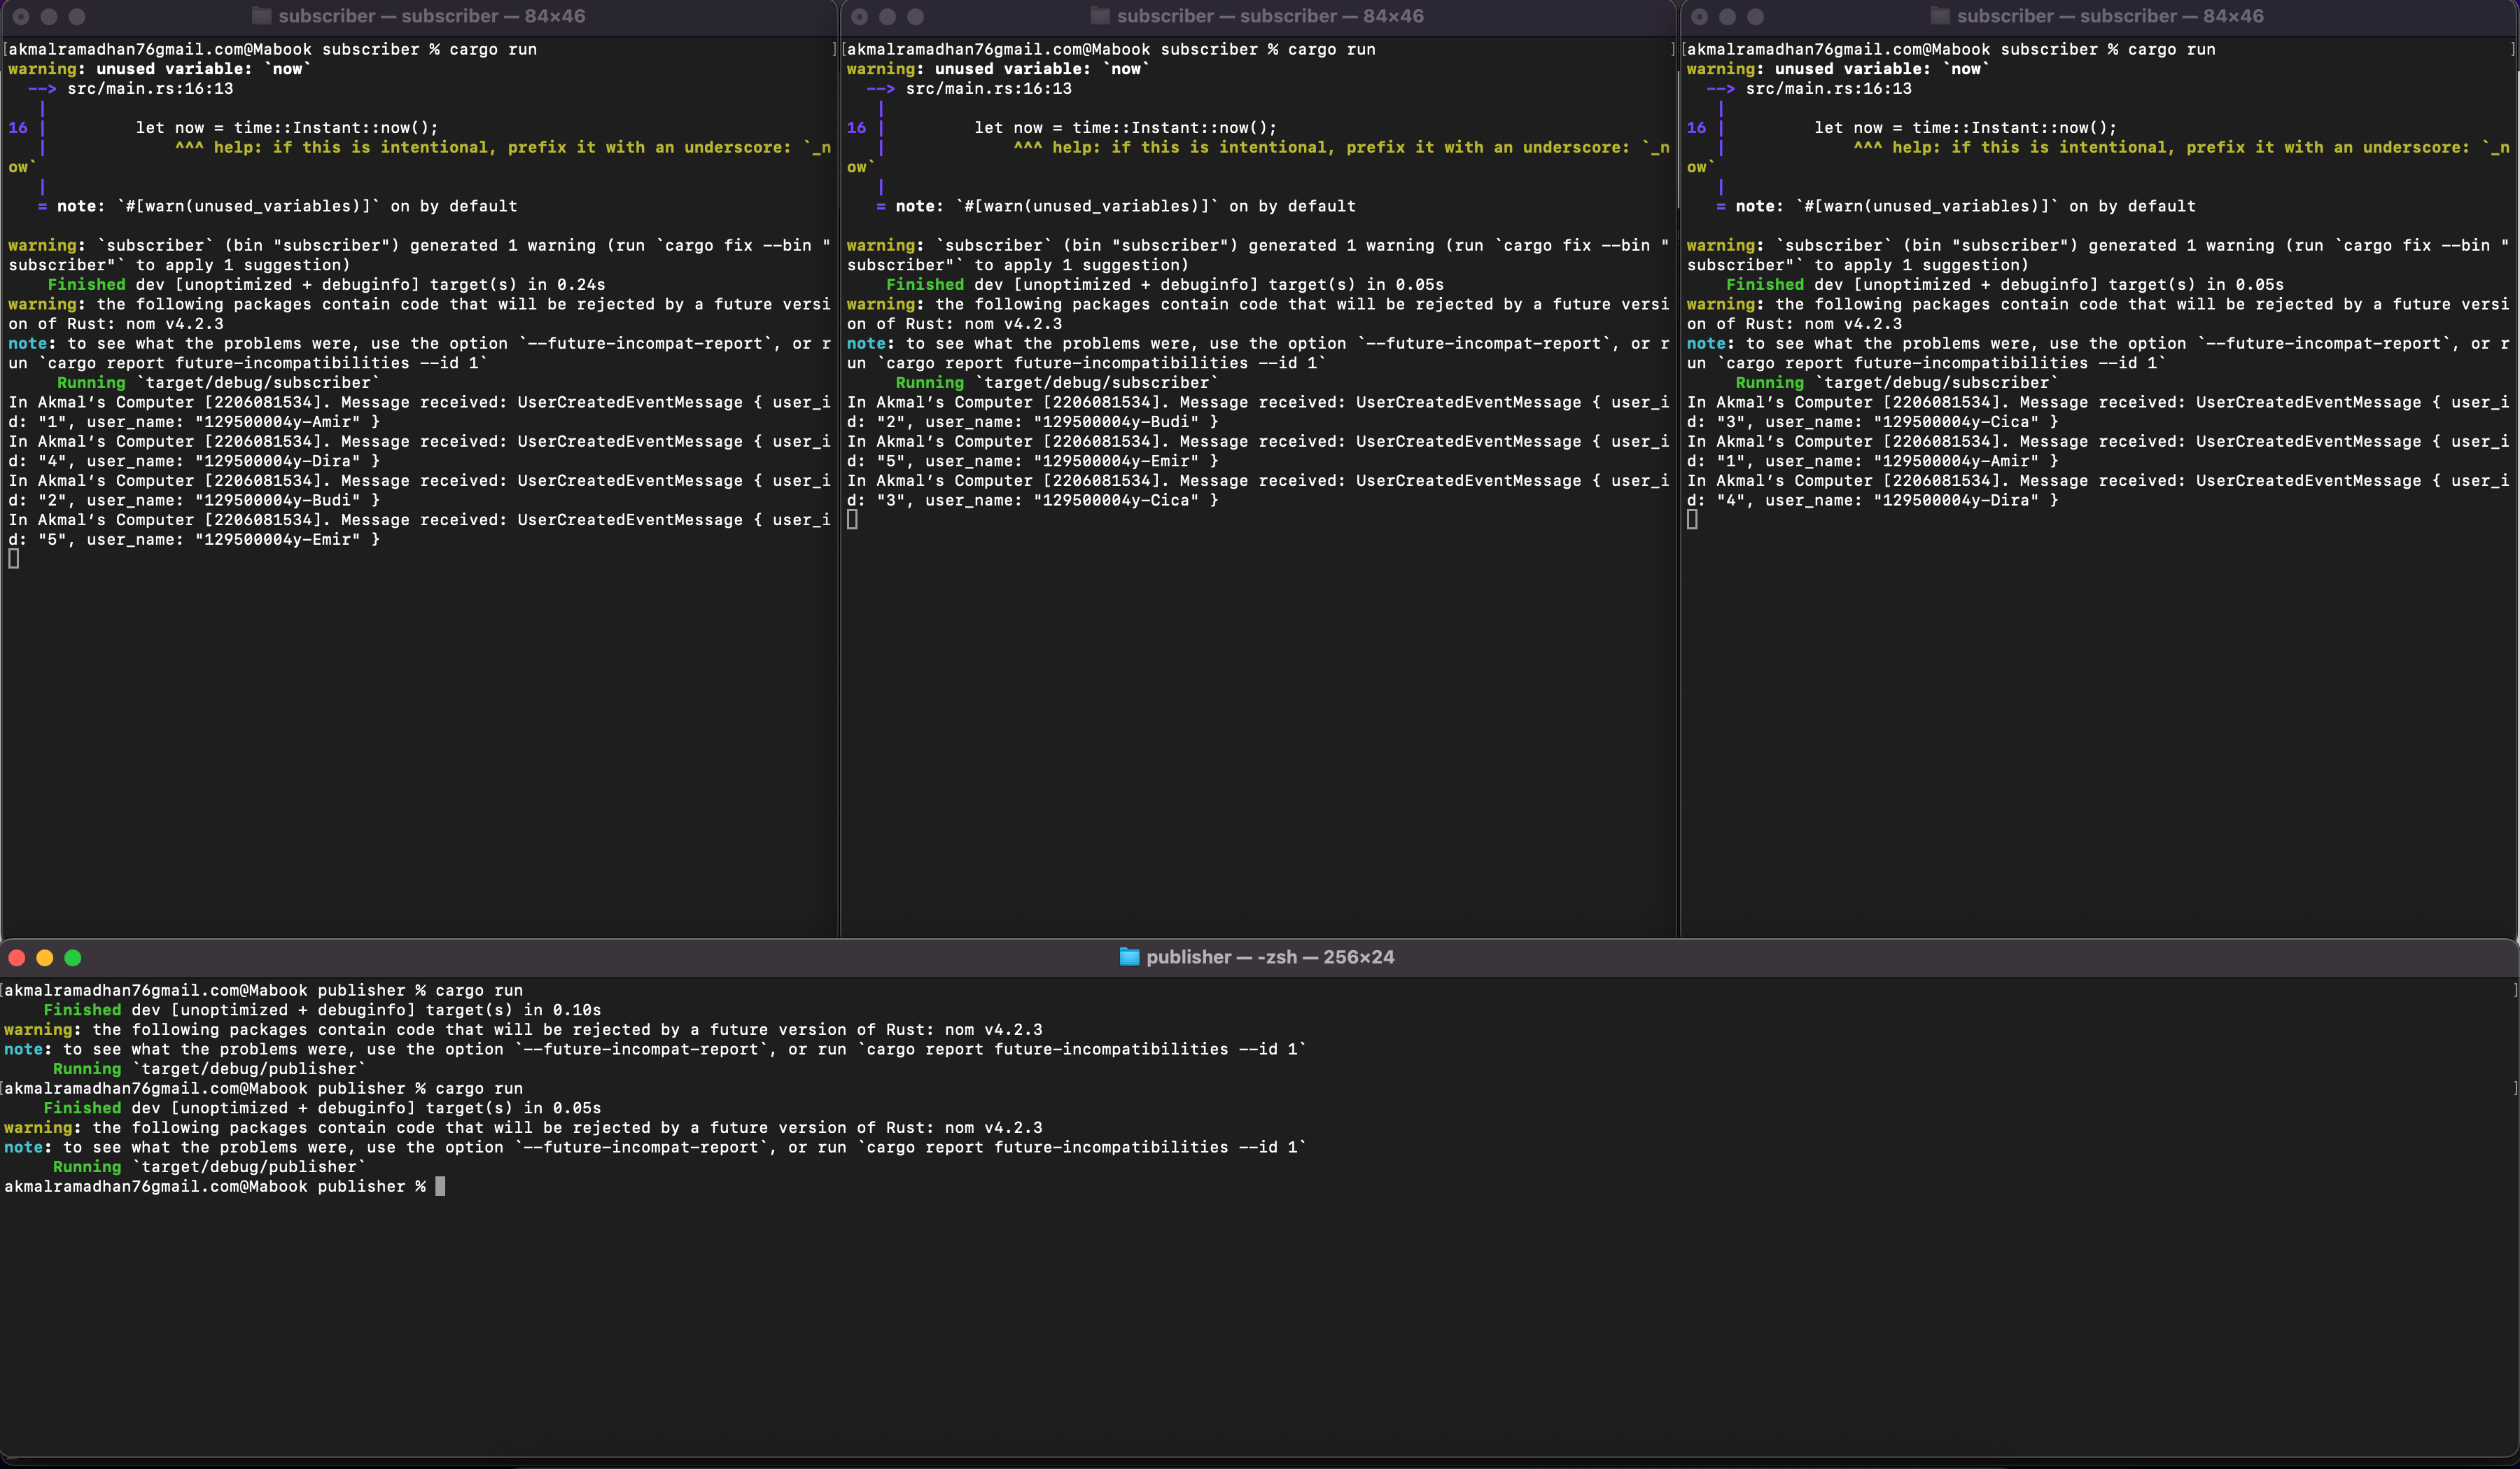 subscriber — subscriber — 84×46
[akmalramadhan76gmail.com@Mabook subscriber % cargo run ]
warning: unused variable: `now`
--> src/main.rs:16:13
|
16 | let now = time::Instant::now();
| ^^^ help: if this is intentional, prefix it with an underscore: `_n
ow`
|
= note: `#[warn(unused_variables)]` on by default
warning: `subscriber` (bin "subscriber") generated 1 warning (run `cargo fix --bin "
subscriber"` to apply 1 suggestion)
Finished dev [unoptimized + debuginfo] target(s) in 0.24s
warning: the following packages contain code that will be rejected by a future versi
on of Rust: nom v4.2.3
note: to see what the problems were, use the option `--future-incompat-report`, or r
un `cargo report future-incompatibilities --id 1`
Running `target/debug/subscriber`
In Akmal’s Computer [2206081534]. Message received: UserCreatedEventMessage { user_i
d: "1", user_name: "129500004y-Amir" }
In Akmal’s Computer [2206081534]. Message received: UserCreatedEventMessage { user_i
d: "4", user_name: "129500004y-Dira" }
In Akmal’s Computer [2206081534]. Message received: UserCreatedEventMessage { user_i
d: "2", user_name: "129500004y-Budi" }
In Akmal’s Computer [2206081534]. Message received: UserCreatedEventMessage { user_i
d: "5", user_name: "129500004y-Emir" }
subscriber — subscriber — 84×46
[akmalramadhan76gmail.com@Mabook subscriber % cargo run ]
warning: unused variable: `now`
--> src/main.rs:16:13
|
16 | let now = time::Instant::now();
| ^^^ help: if this is intentional, prefix it with an underscore: `_n
ow`
|
= note: `#[warn(unused_variables)]` on by default
warning: `subscriber` (bin "subscriber") generated 1 warning (run `cargo fix --bin "
subscriber"` to apply 1 suggestion)
Finished dev [unoptimized + debuginfo] target(s) in 0.05s
warning: the following packages contain code that will be rejected by a future versi
on of Rust: nom v4.2.3
note: to see what the problems were, use the option `--future-incompat-report`, or r
un `cargo report future-incompatibilities --id 1`
Running `target/debug/subscriber`
In Akmal’s Computer [2206081534]. Message received: UserCreatedEventMessage { user_i
d: "2", user_name: "129500004y-Budi" }
In Akmal’s Computer [2206081534]. Message received: UserCreatedEventMessage { user_i
d: "5", user_name: "129500004y-Emir" }
In Akmal’s Computer [2206081534]. Message received: UserCreatedEventMessage { user_i
d: "3", user_name: "129500004y-Cica" }
subscriber — subscriber — 84×46
[akmalramadhan76gmail.com@Mabook subscriber % cargo run ]
warning: unused variable: `now`
--> src/main.rs:16:13
|
16 | let now = time::Instant::now();
| ^^^ help: if this is intentional, prefix it with an underscore: `_n
ow`
|
= note: `#[warn(unused_variables)]` on by default
warning: `subscriber` (bin "subscriber") generated 1 warning (run `cargo fix --bin "
subscriber"` to apply 1 suggestion)
Finished dev [unoptimized + debuginfo] target(s) in 0.05s
warning: the following packages contain code that will be rejected by a future versi
on of Rust: nom v4.2.3
note: to see what the problems were, use the option `--future-incompat-report`, or r
un `cargo report future-incompatibilities --id 1`
Running `target/debug/subscriber`
In Akmal’s Computer [2206081534]. Message received: UserCreatedEventMessage { user_i
d: "3", user_name: "129500004y-Cica" }
In Akmal’s Computer [2206081534]. Message received: UserCreatedEventMessage { user_i
d: "1", user_name: "129500004y-Amir" }
In Akmal’s Computer [2206081534]. Message received: UserCreatedEventMessage { user_i
d: "4", user_name: "129500004y-Dira" }
publisher — -zsh — 256×24
[akmalramadhan76gmail.com@Mabook publisher % cargo run ]
Finished dev [unoptimized + debuginfo] target(s) in 0.10s
warning: the following packages contain code that will be rejected by a future version of Rust: nom v4.2.3
note: to see what the problems were, use the option `--future-incompat-report`, or run `cargo report future-incompatibilities --id 1`
Running `target/debug/publisher`
[akmalramadhan76gmail.com@Mabook publisher % cargo run ]
Finished dev [unoptimized + debuginfo] target(s) in 0.05s
warning: the following packages contain code that will be rejected by a future version of Rust: nom v4.2.3
note: to see what the problems were, use the option `--future-incompat-report`, or run `cargo report future-incompatibilities --id 1`
Running `target/debug/publisher`
akmalramadhan76gmail.com@Mabook publisher %